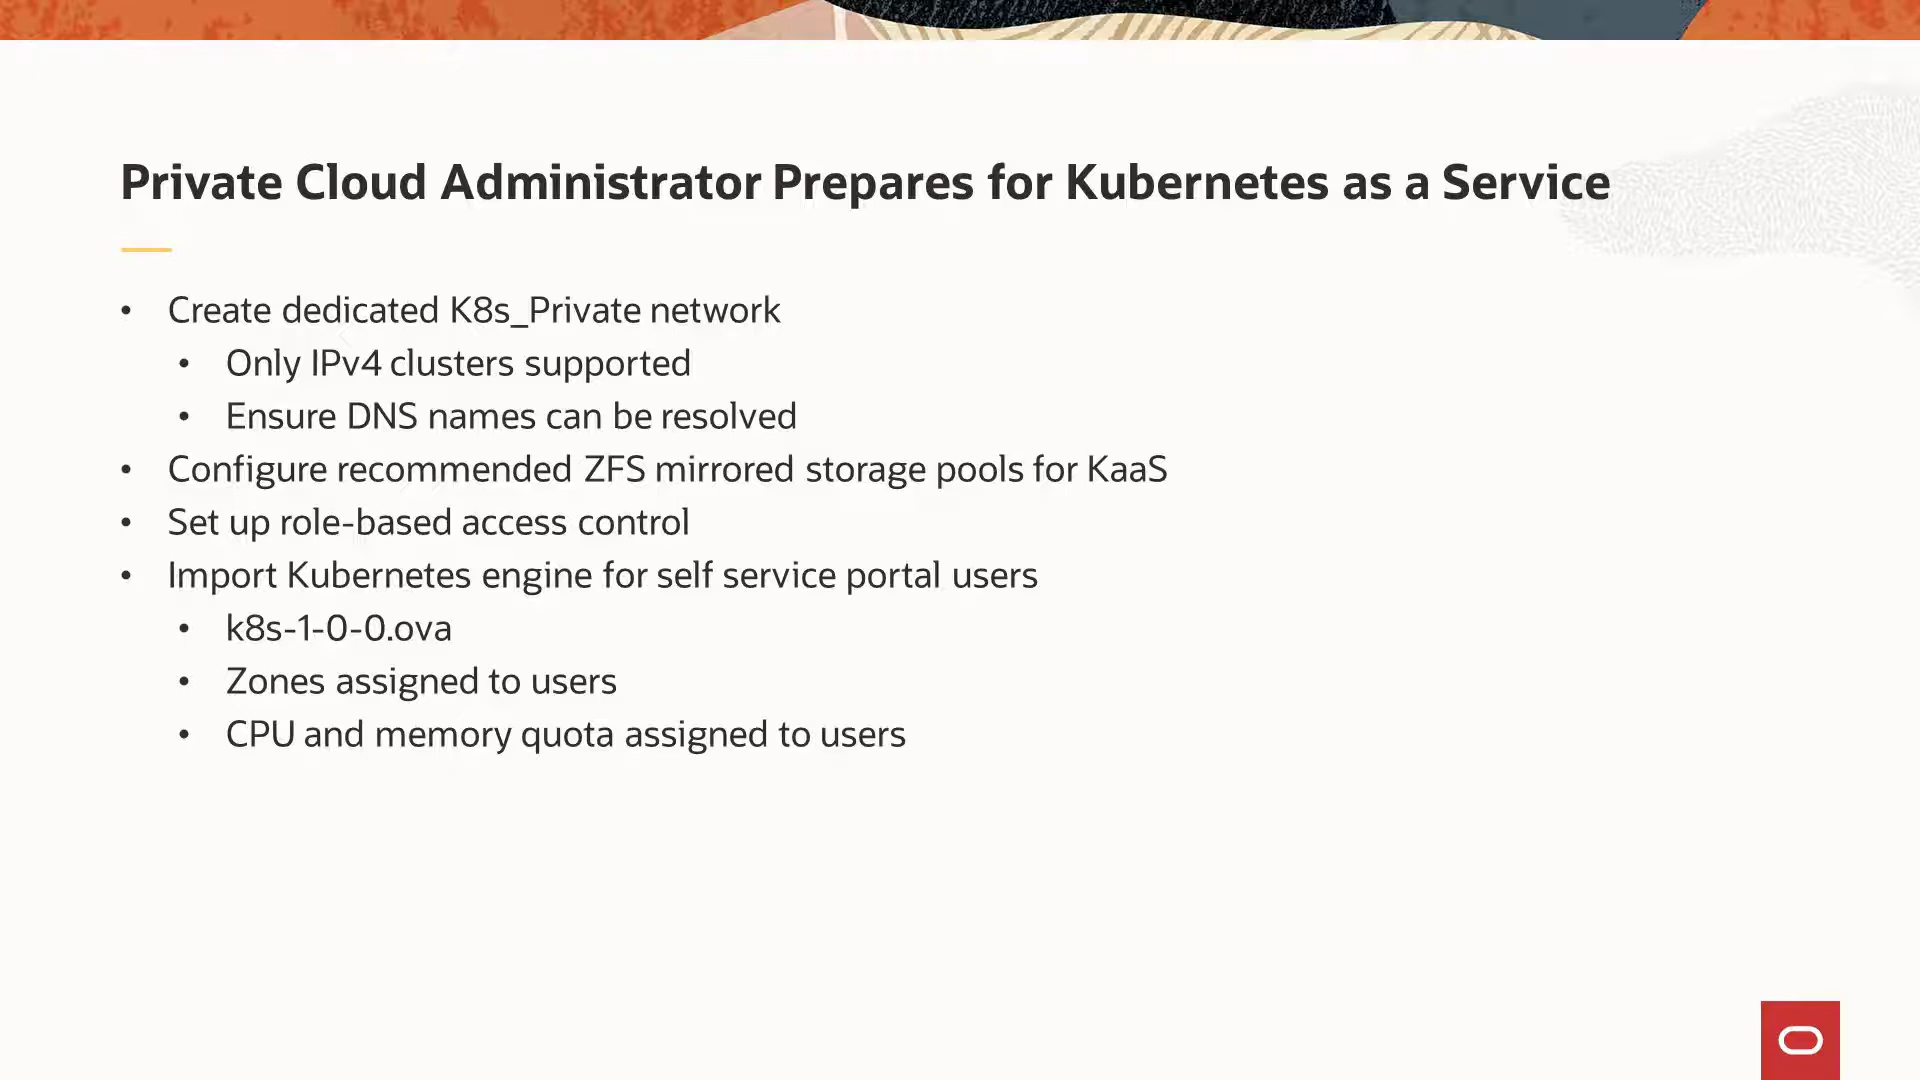 Private Cloud Administrator Prepares for Kubernetes as a Service
• Create dedicated K8s_Private network
• Only IPv4 clusters supported
• Ensure DNS names can be resolved
• Configure recommended ZFS mirrored storage pools for KaaS
• Set up role-based access control
• Import Kubernetes engine for self service portal users
• k8s-1-0-0.ova
• Zones assigned to users
• CPU and memory quota assigned to users